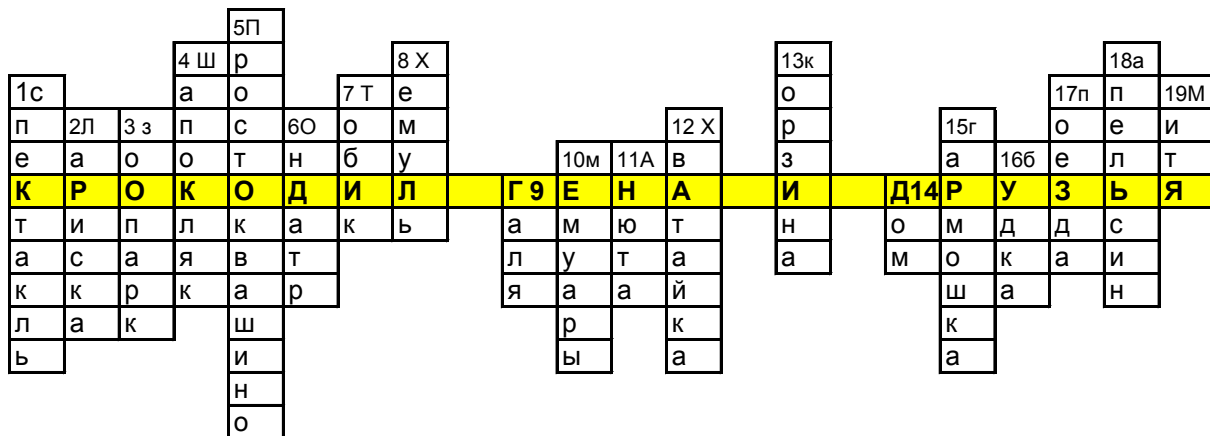 5П
4 Ш р 8 Х 13к 18а
1с а о 7 Т е о 17п п 19М
п 2Л 3 з п с 6О о м 12 Х р 15г о е и
е а о о т н б у 10м 11А в з а 16б е л т
К Р О К О Д И Л Г 9 Е Н А И Д14 Р У З Ь Я
т и п л к а к ь а м ю т н о м д д с
а с а я в т л у т а а м о к а и
к к р к а р я а а й ш а н
л а к ш р к к
ь и ы а а
н
о